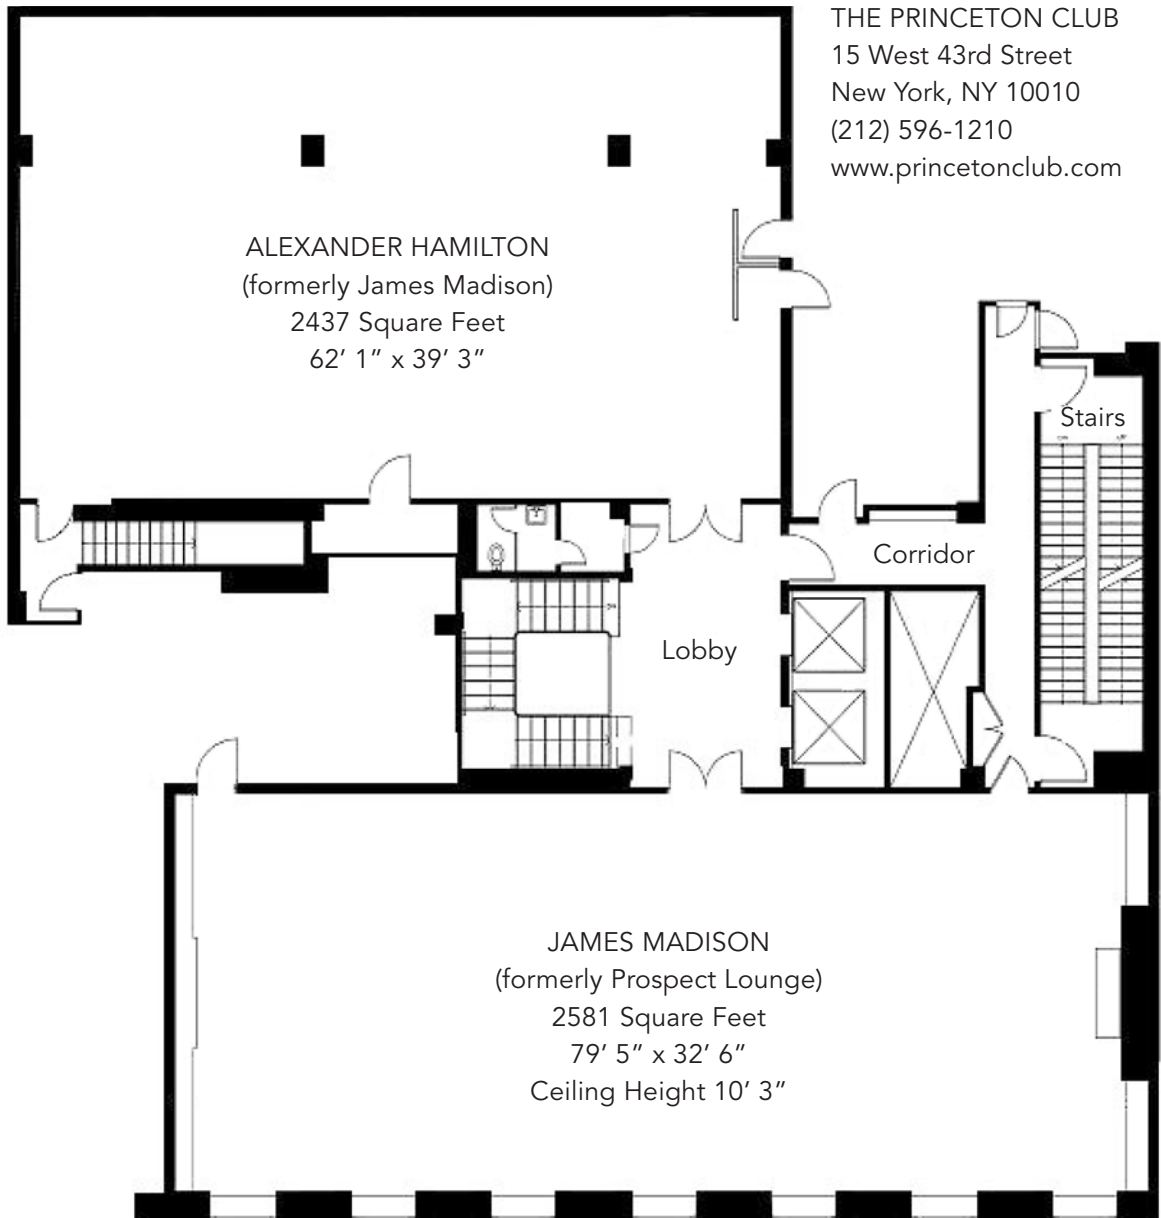 THE PRINCETON CLUB
15 West 43rd Street
New York, NY 10010
(212) 596-1210
www.princetonclub.com
ALEXANDER HAMILTON
(formerly James Madison)
2437 Square Feet
62’ 1” x 39’ 3”
Stairs
Corridor
Lobby
JAMES MADISON
(formerly Prospect Lounge)
2581 Square Feet
79’ 5” x 32’ 6”
Ceiling Height 10’ 3”